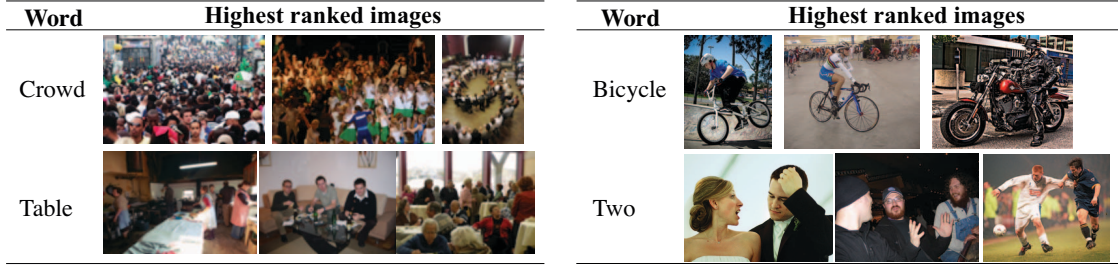 Word Highest ranked images
Crowd
Table
Word Highest ranked images
Bicycle
Two